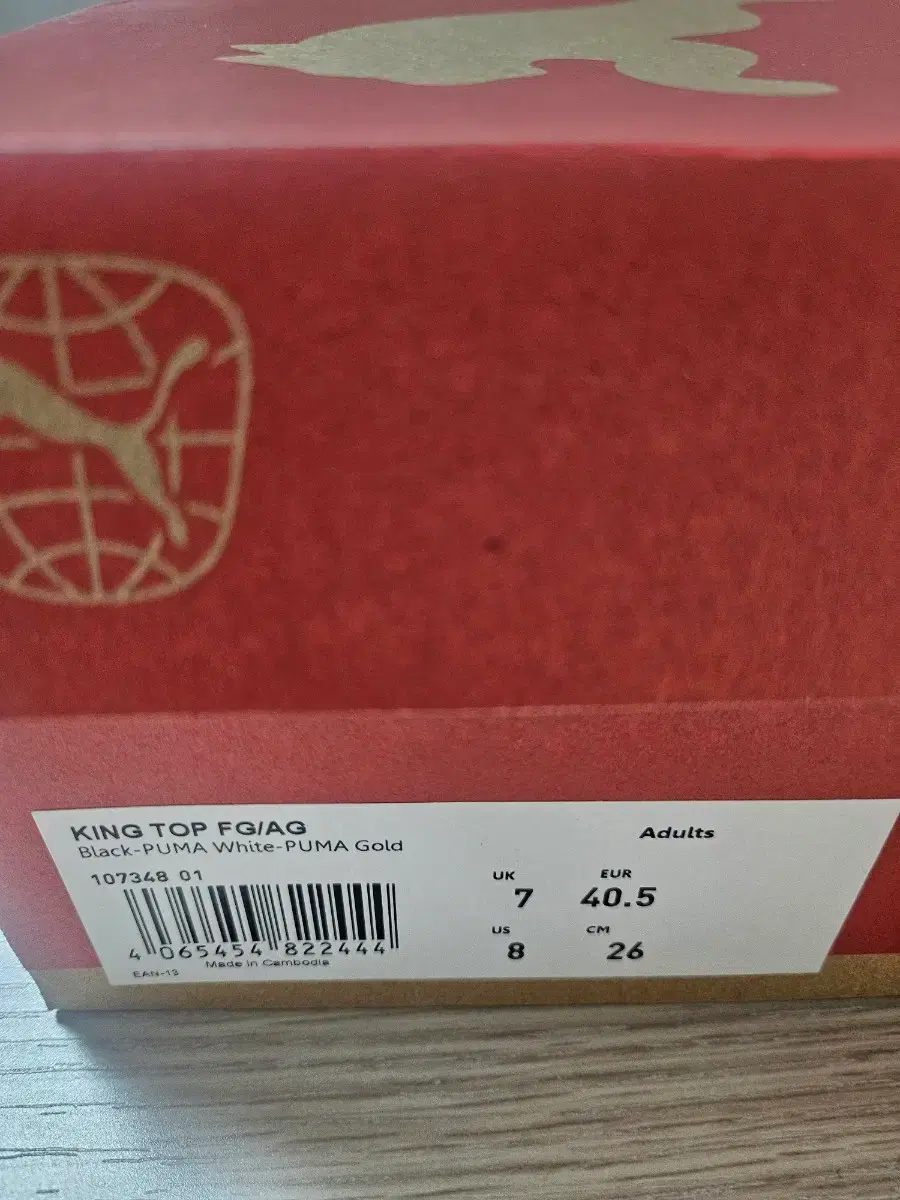 KING TOP FG/AG
Black-PUMA White-PUMA Gold
107348 01
4 065454 822444
EAN-13
Made in Cambodia
Adults
UK EUR
7 40.5
US CM
8 26